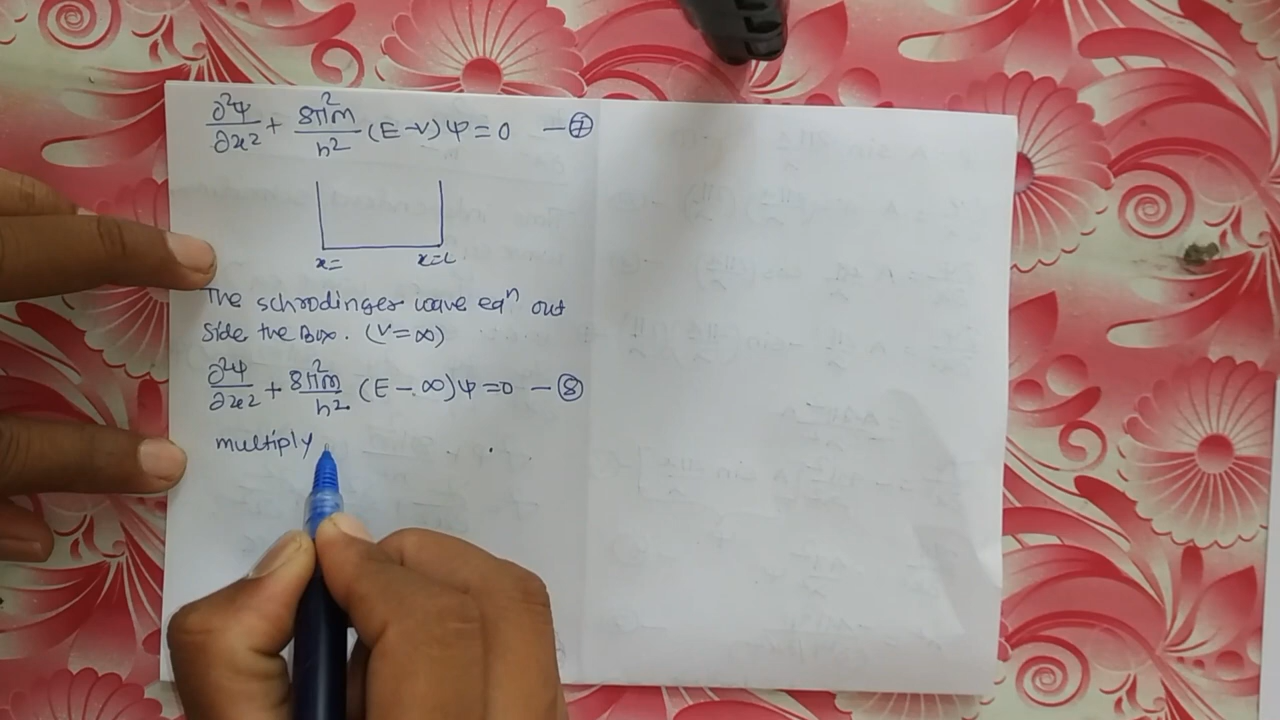 ∂²ψ/∂x² + 8π²m/h² (E-V)ψ = 0 —⑦
x= x=L
The schrodinger wave eqⁿ out
side the Box. (V=∞)
∂²ψ/∂x² + 8π²m/h² (E-∞)ψ=0 —⑧
multiply